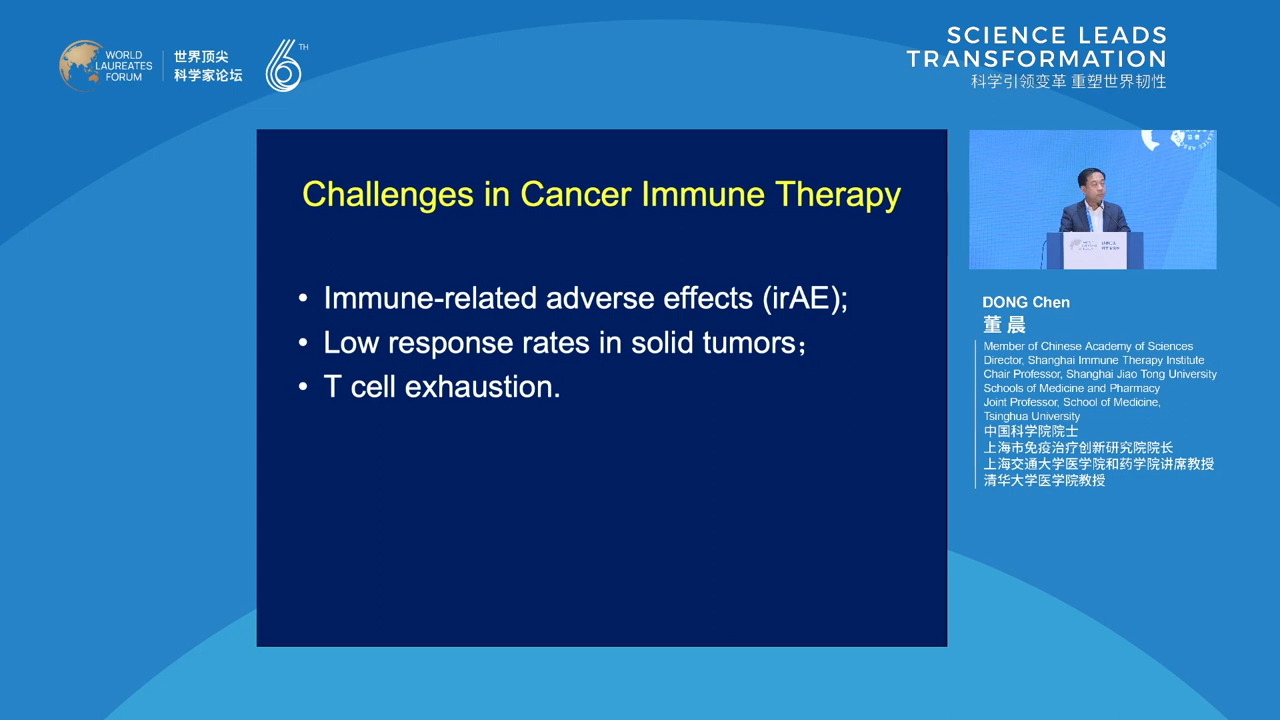 WORLD
LAUREATES
FORUM
世界顶尖
科学家论坛
6TH
SCIENCE LEADS
TRANSFORMATION
科学引领变革 重塑世界韧性
Challenges in Cancer Immune Therapy
• Immune-related adverse effects (irAE);
• Low response rates in solid tumors；
• T cell exhaustion.
DONG Chen
董 晨
Member of Chinese Academy of Sciences
Director, Shanghai Immune Therapy Institute
Chair Professor, Shanghai Jiao Tong University
Schools of Medicine and Pharmacy
Joint Professor, School of Medicine,
Tsinghua University
中国科学院院士
上海市免疫治疗创新研究院院长
上海交通大学医学院和药学院讲席教授
清华大学医学院教授